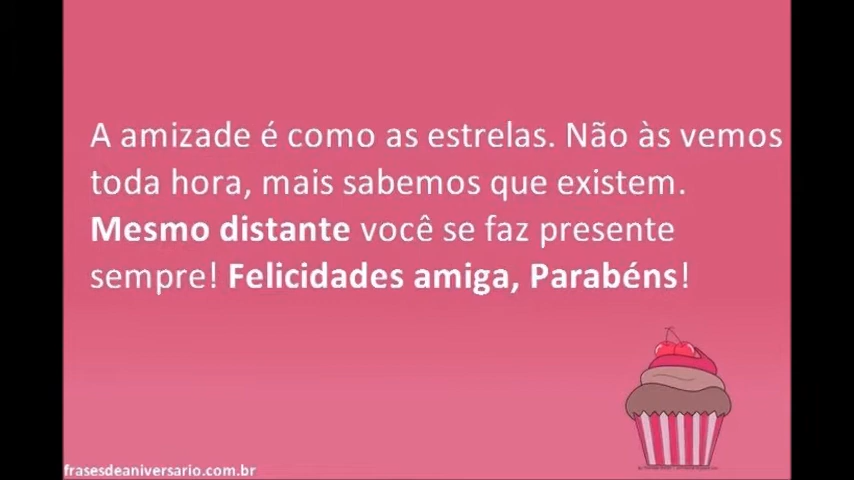 A amizade é como as estrelas. Não às vemos
toda hora, mais sabemos que existem.
Mesmo distante você se faz presente
sempre! Felicidades amiga, Parabéns!
frasesdeaniversario.com.br